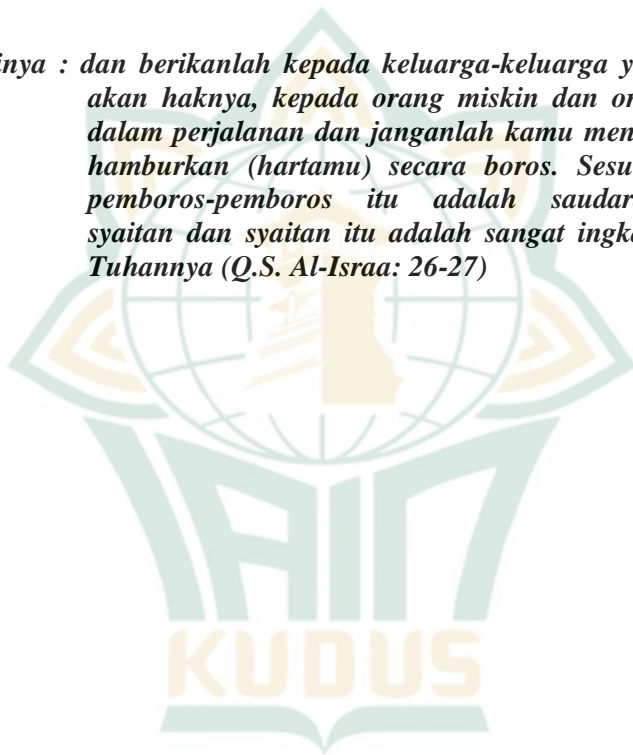 inya : dan berikanlah kepada keluarga-keluarga y
akan haknya, kepada orang miskin dan or
dalam perjalanan dan janganlah kamu men
hamburkan (hartamu) secara boros. Sesu
pemboros-pemboros itu adalah saudar
syaitan dan syaitan itu adalah sangat ingka
Tuhannya (Q.S. Al-Israa: 26-27)
IAIN
KUDUS